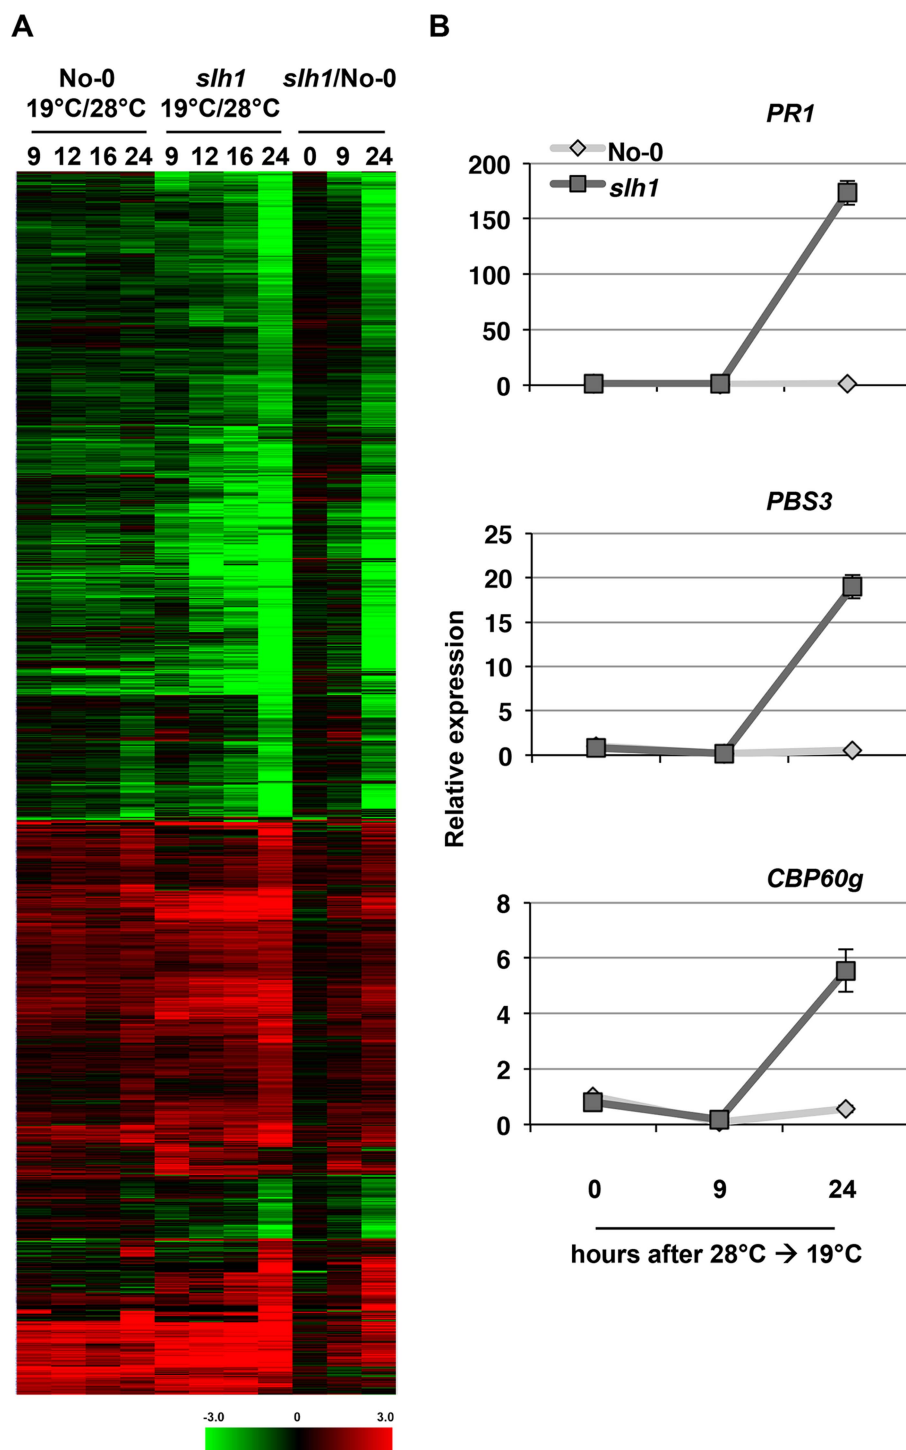 A
No-0
19°C/28°C
slh1
19°C/28°C
slh1/No-0
9 12 16 24 9 12 16 24 0 9 24
-3.0 0 3.0
B
PR1
No-0
slh1
200
150
100
50
0
PBS3
25
20
15
10
5
0
Relative expression
CBP60g
8
6
4
2
0
0 9 24
hours after 28°C → 19°C